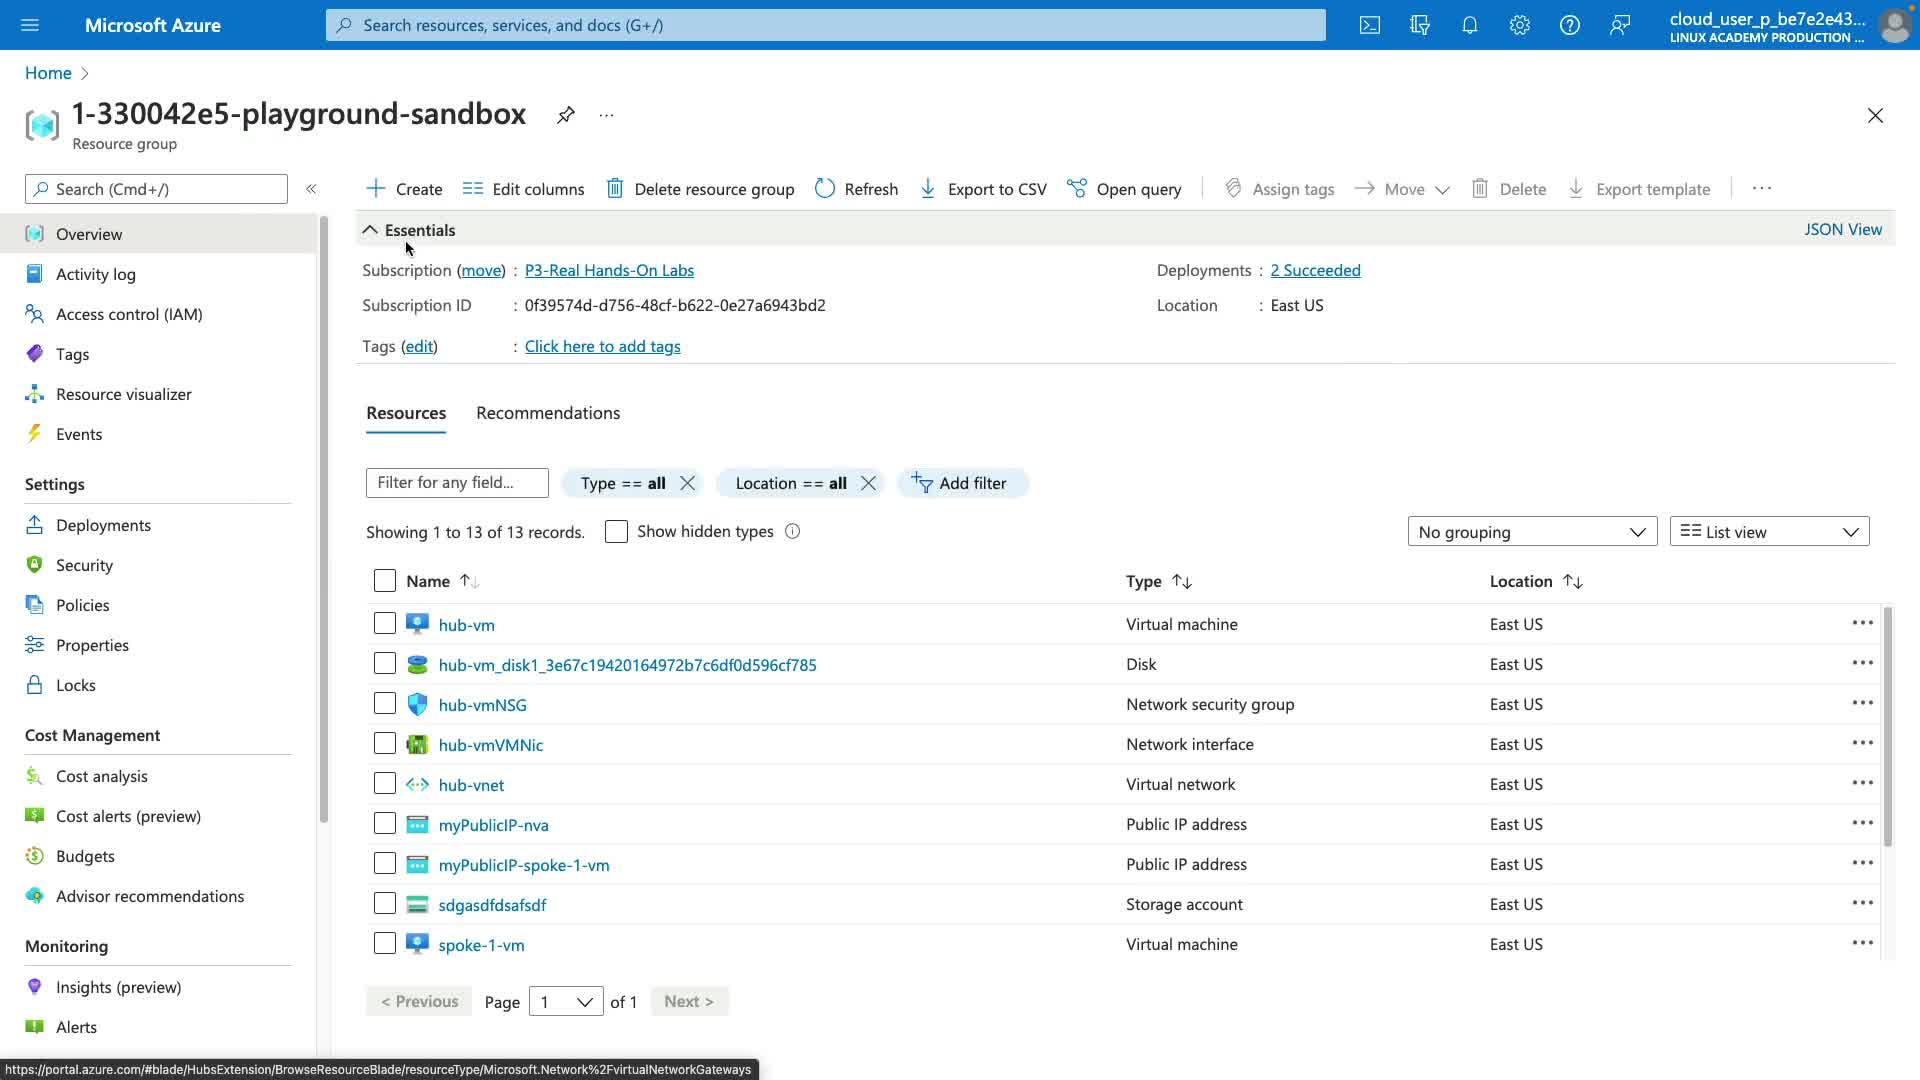 Microsoft Azure
Search resources, services, and docs (G+/)
cloud_user_p_be7e2e43...
LINUX ACADEMY PRODUCTION ...
Home
1-330042e5-playground-sandbox
...
Resource group
Search (Cmd+/)
«
Create
Edit columns
Delete resource group
Refresh
Export to CSV
Open query
Assign tags
Move
Delete
Export template
...
Overview
Activity log
Access control (IAM)
Tags
Resource visualizer
Events
Settings
Deployments
Security
Policies
Properties
Locks
Cost Management
Cost analysis
Cost alerts (preview)
Budgets
Advisor recommendations
Monitoring
Insights (preview)
Alerts
Essentials
JSON View
Subscription (move) : P3-Real Hands-On Labs
Deployments : 2 Succeeded
Subscription ID : 0f39574d-d756-48cf-b622-0e27a6943bd2
Location : East US
Tags (edit) : Click here to add tags
Resources
Recommendations
Filter for any field...
Type == all
Location == all
Add filter
Showing 1 to 13 of 13 records.
Show hidden types
No grouping
List view
Name Type Location
hub-vm Virtual machine East US
hub-vm_disk1_3e67c19420164972b7c6df0d596cf785 Disk East US
hub-vmNSG Network security group East US
hub-vmVMNic Network interface East US
hub-vnet Virtual network East US
myPublicIP-nva Public IP address East US
myPublicIP-spoke-1-vm Public IP address East US
sdgasdfdsafsdf Storage account East US
spoke-1-vm Virtual machine East US
< Previous Page 1 of 1 Next >
https://portal.azure.com/#blade/HubsExtension/BrowseResourceBlade/resourceType/Microsoft.Network%2FvirtualNetworkGateways